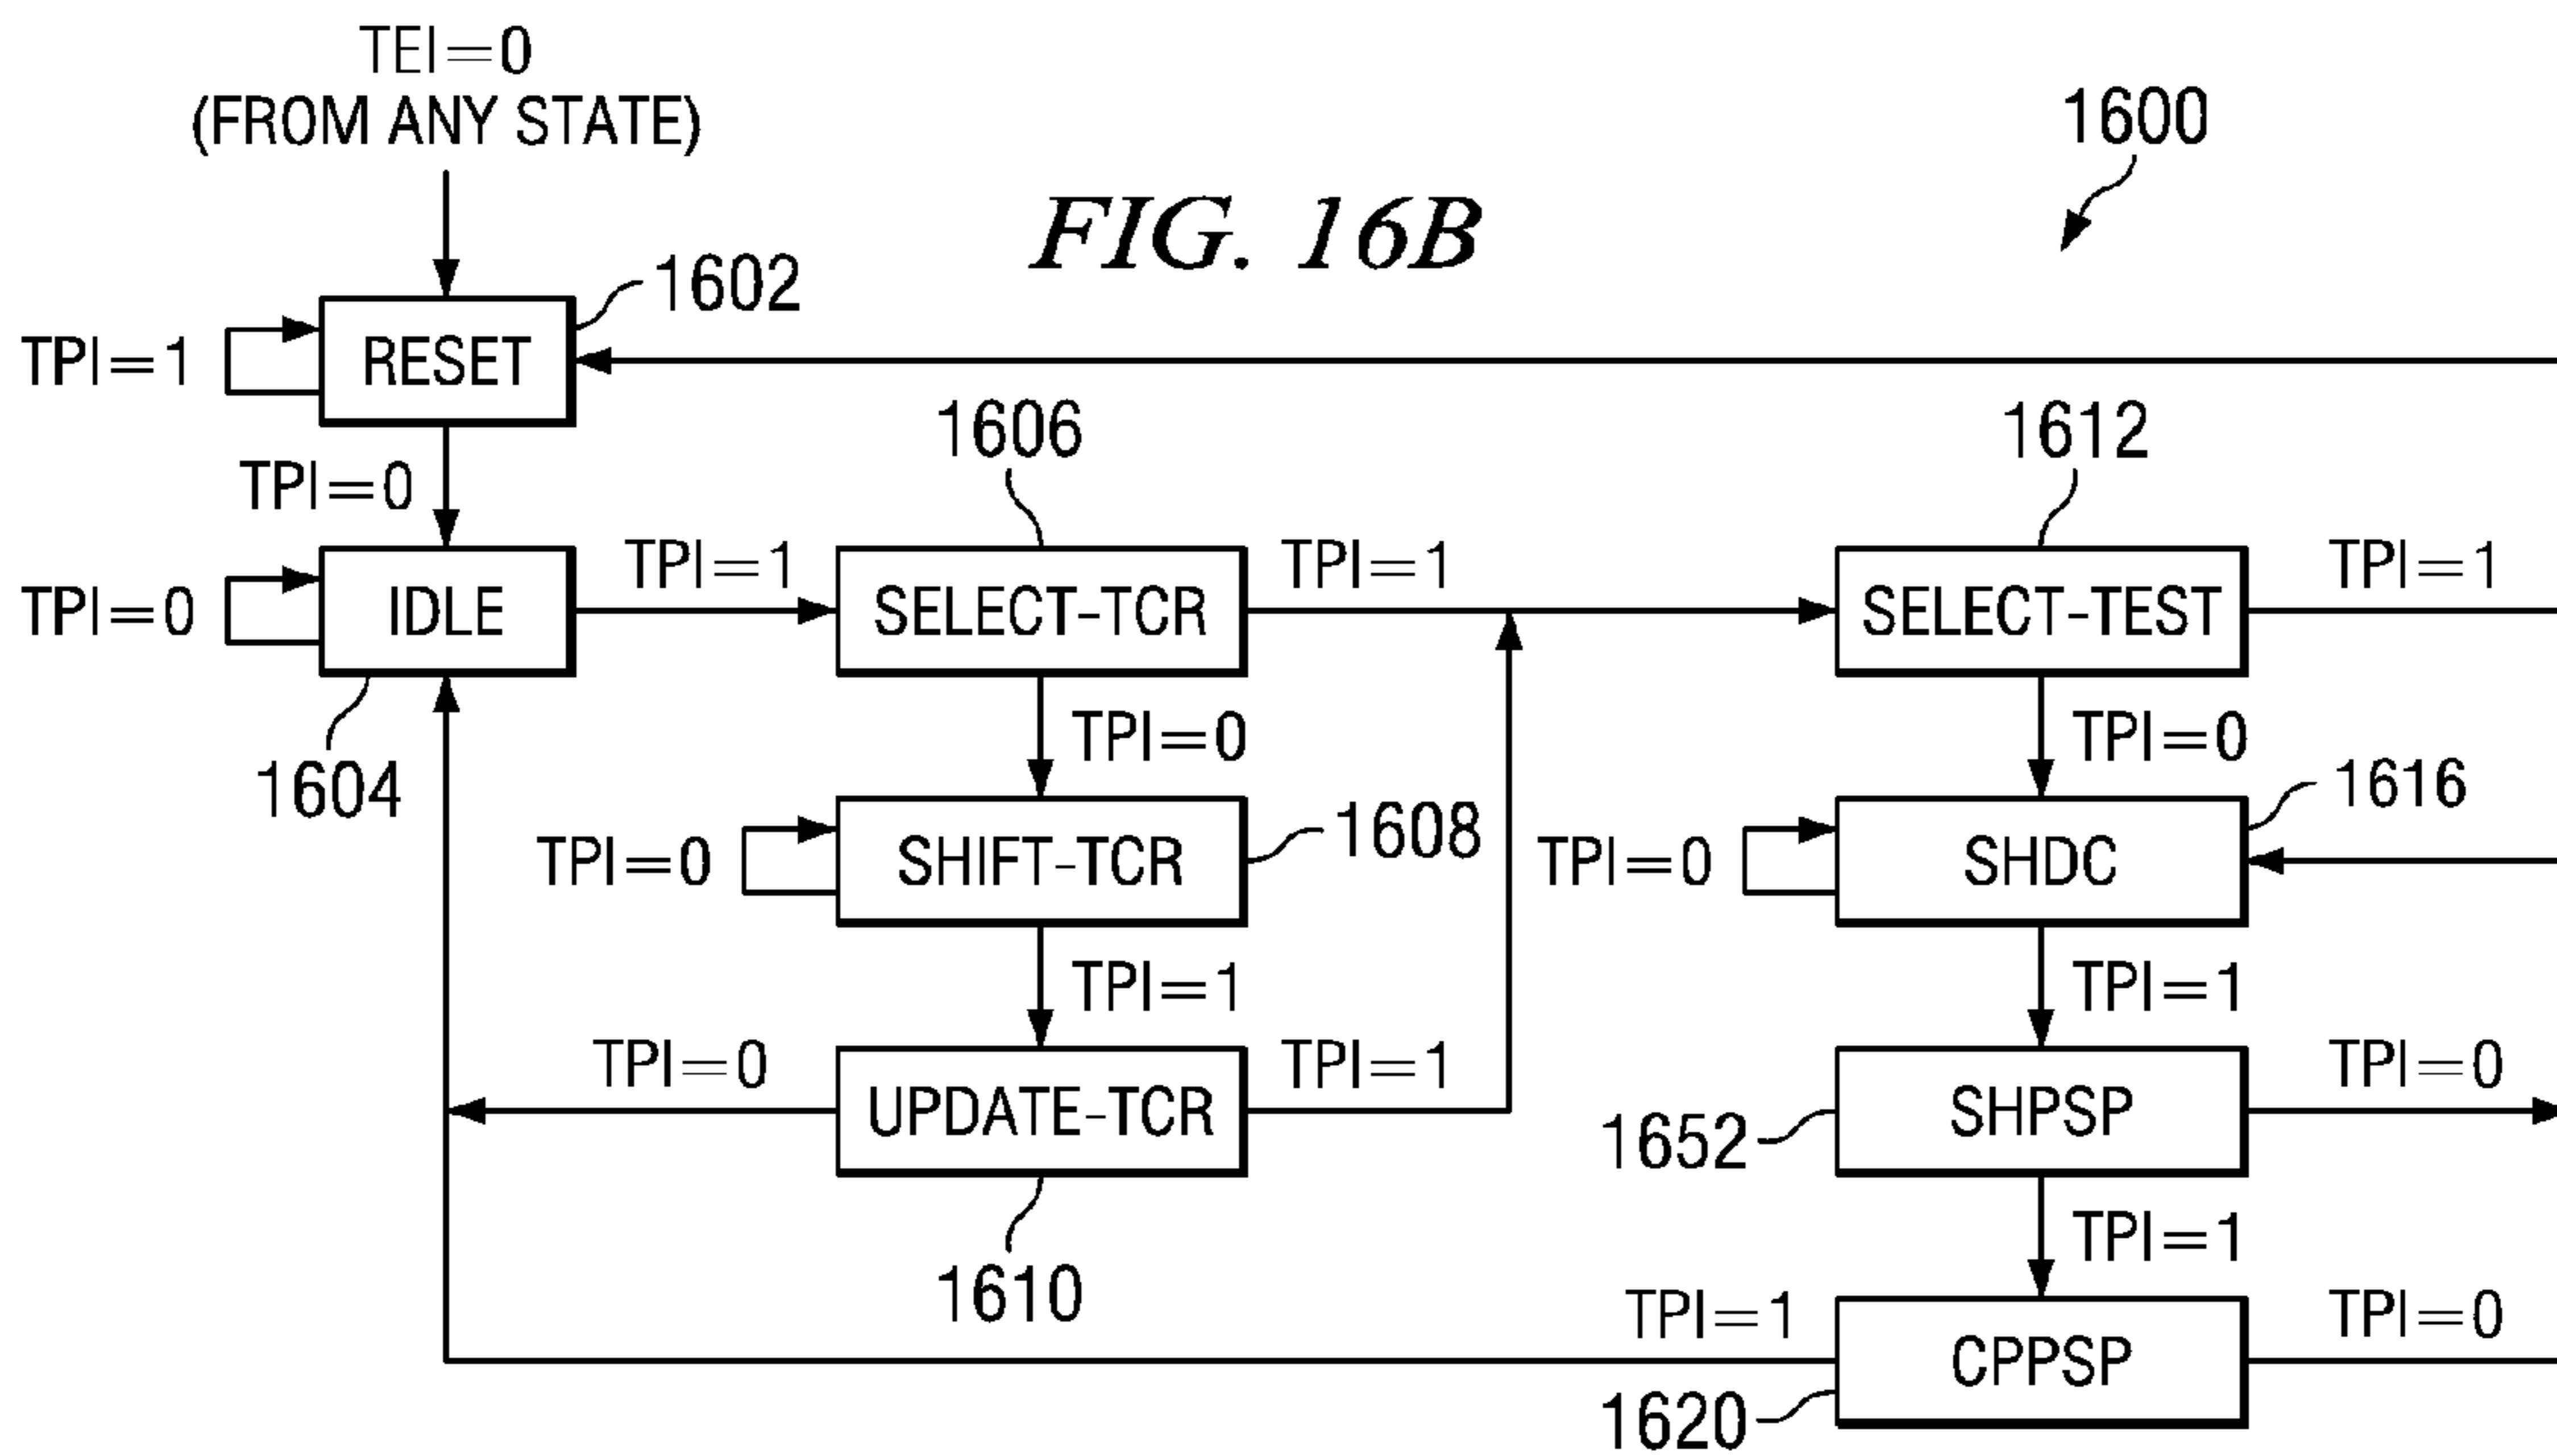 TEI=0
(FROM ANY STATE)
1600
FIG. 16B
1602
TPI=1
RESET
1606
1612
TPI=0
TPI=1
TPI=1
TPI=1
TPI=0
IDLE
SELECT-TCR
SELECT-TEST
TPI=0
TPI=0
1604
1616
TPI=0
SHIFT-TCR
1608
TPI=0
SHDC
TPI=1
TPI=1
TPI=0
TPI=1
TPI=0
UPDATE-TCR
SHPSP
1652
TPI=1
1610
TPI=1
TPI=0
CPPSP
1620